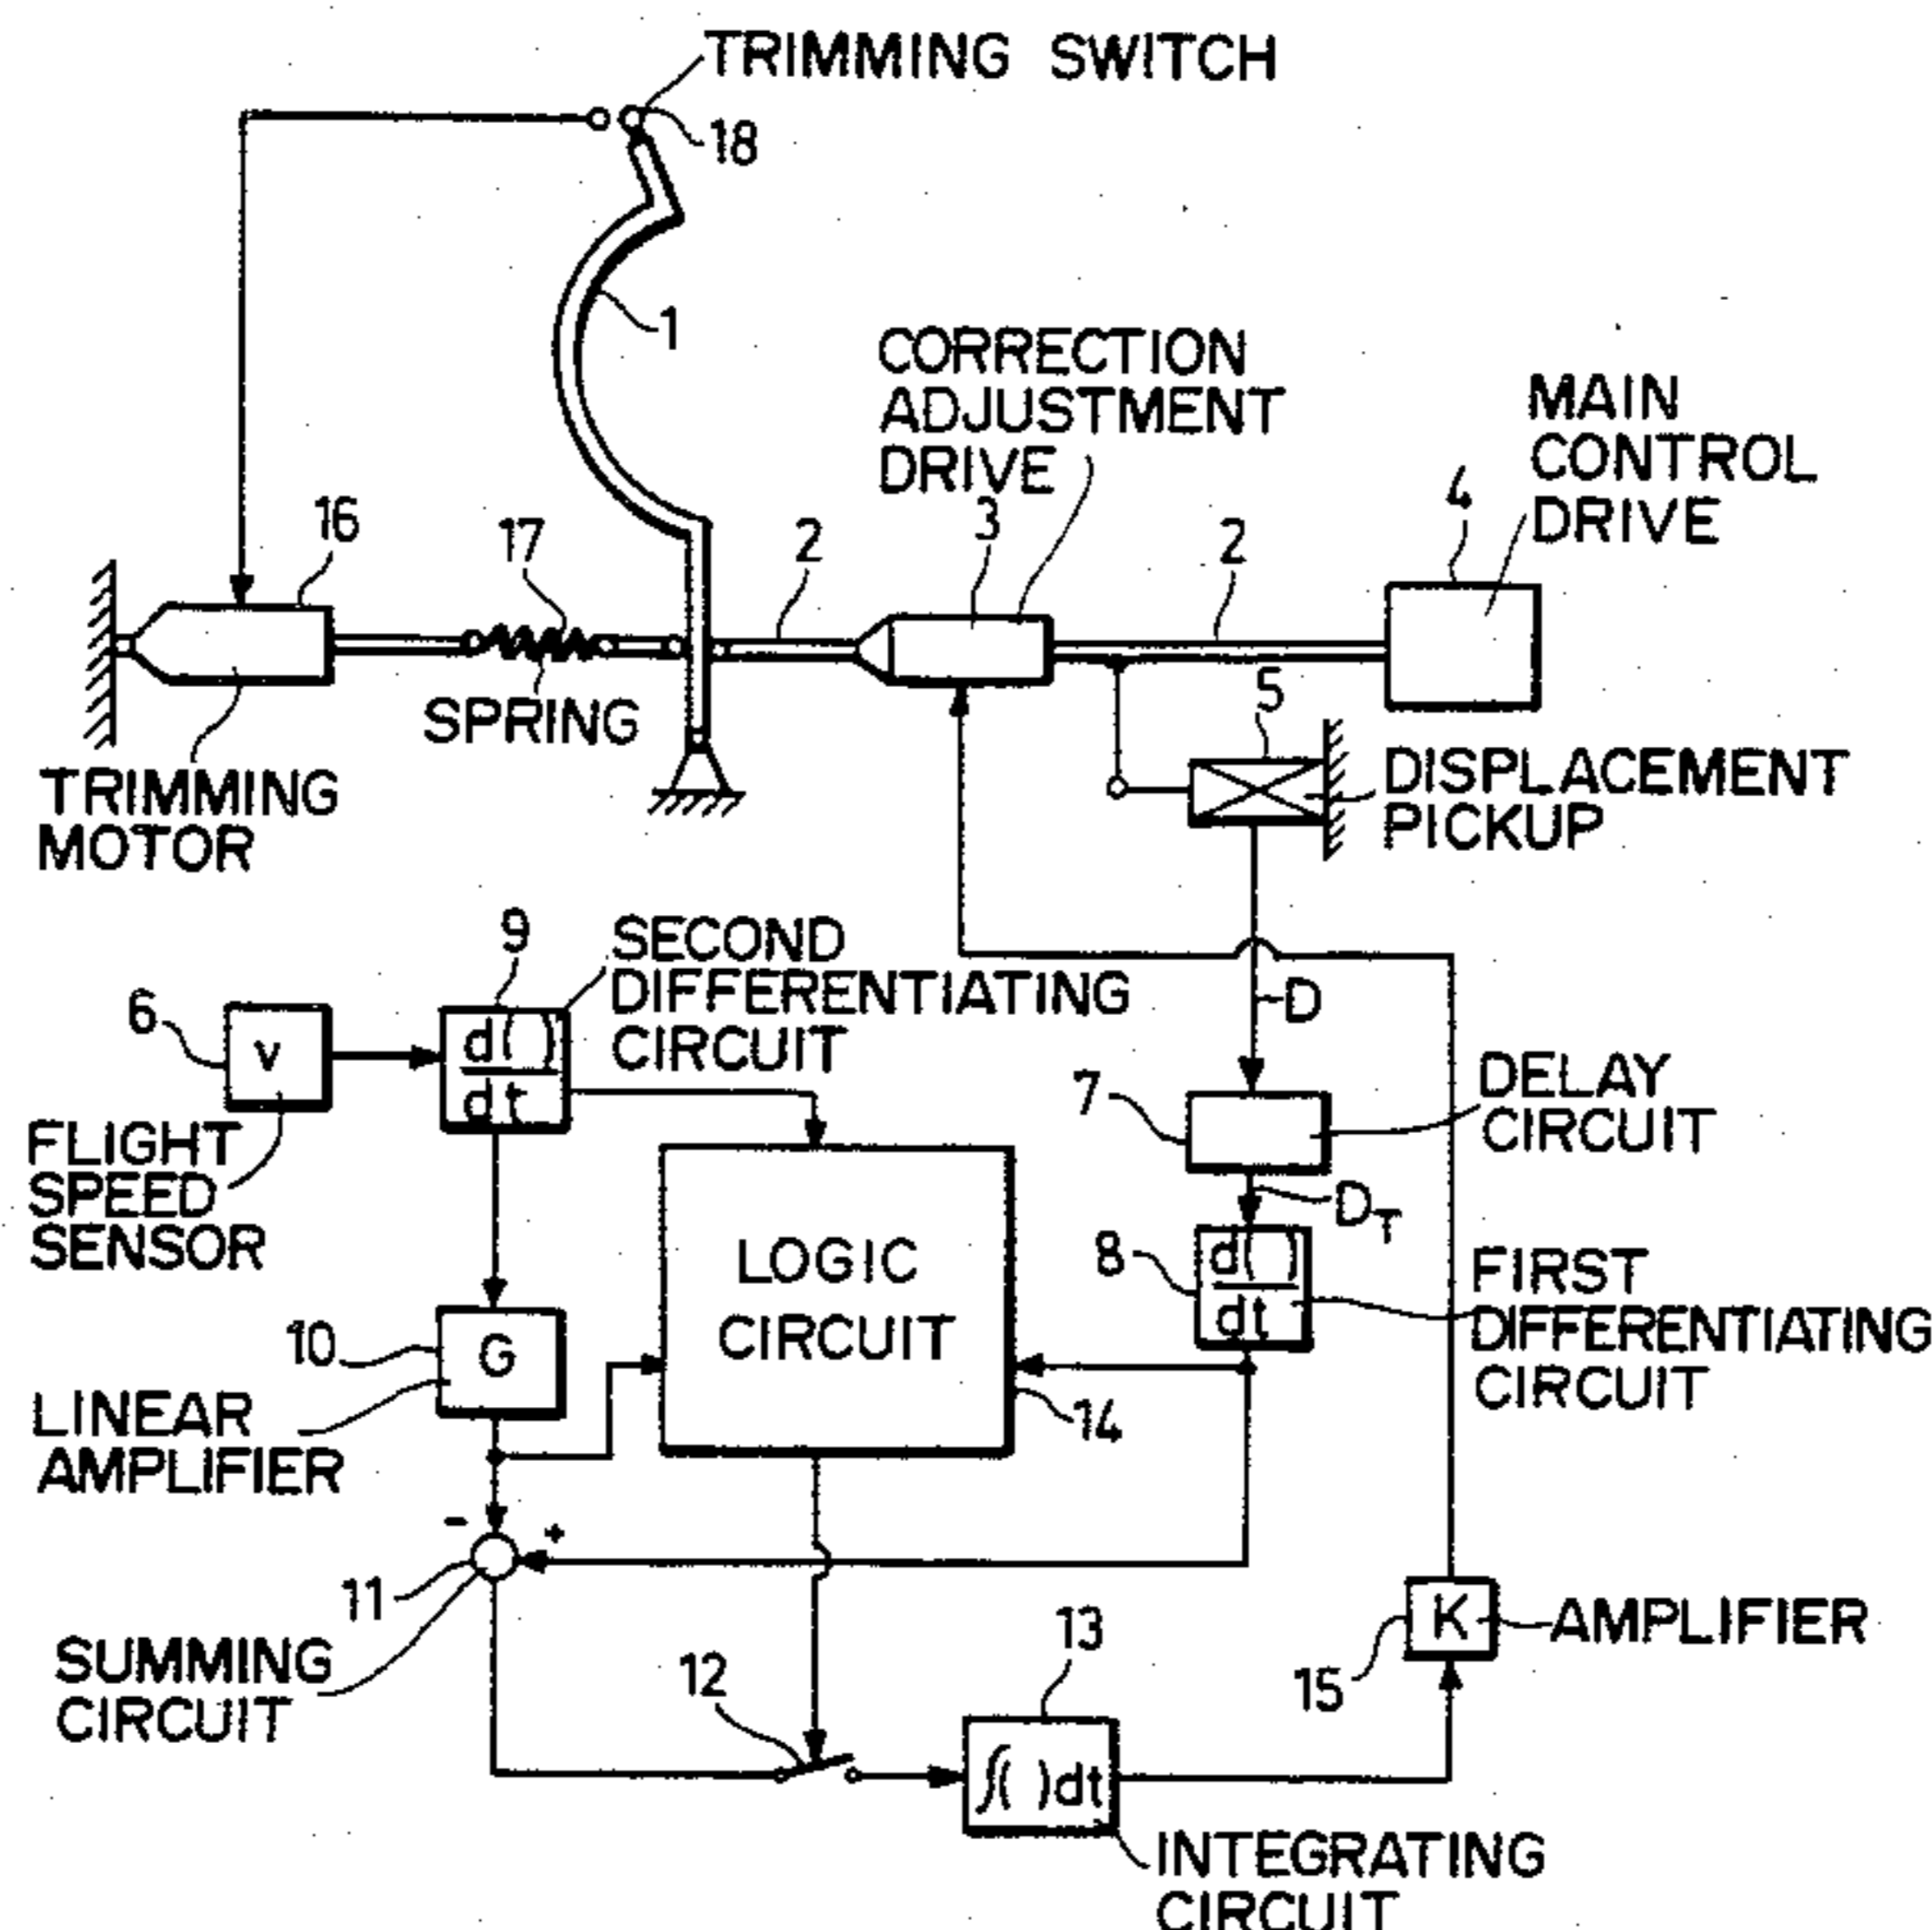 TRIMMING SWITCH
18
1
CORRECTION
ADJUSTMENT
DRIVE
MAIN
CONTROL
DRIVE
16
17
2
3
2
4
SPRING
5
TRIMMING
MOTOR
DISPLACEMENT
PICKUP
9
SECOND
DIFFERENTIATING
CIRCUIT
6
v
d( )
dt
D
FLIGHT
SPEED
SENSOR
7
DELAY
CIRCUIT
D_T
LOGIC
CIRCUIT
8
d( )
dt
FIRST
DIFFERENTIATING
CIRCUIT
10
G
14
LINEAR
AMPLIFIER
-
+
11
SUMMING
CIRCUIT
12
13
∫( )dt
INTEGRATING
CIRCUIT
15
K
AMPLIFIER